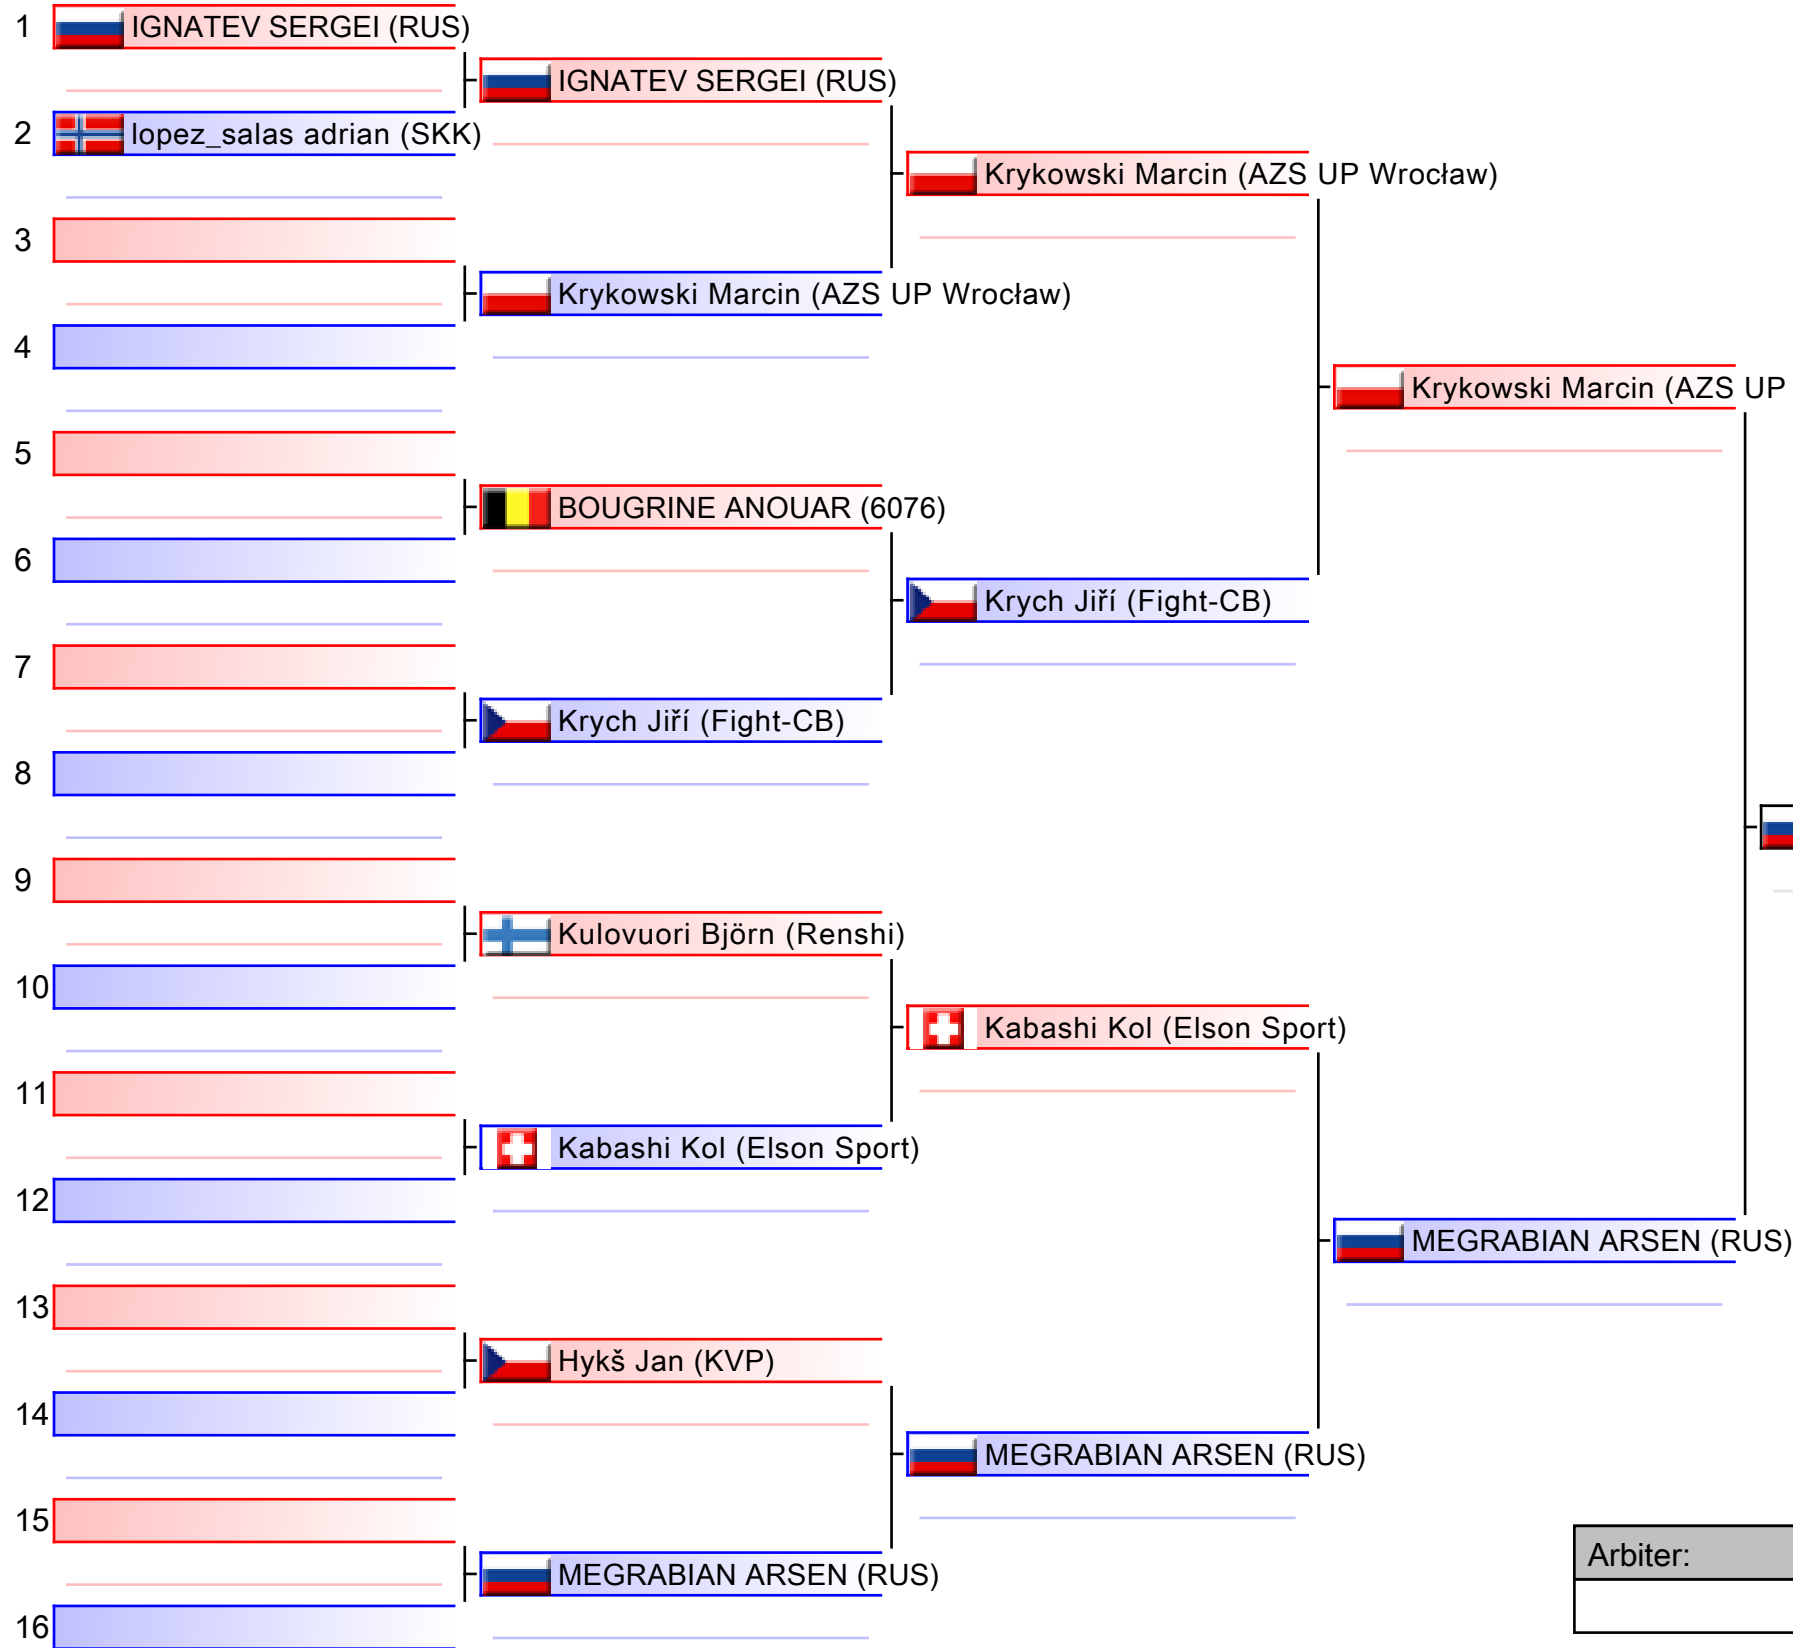 1 IGNATEV SERGEI (RUS)
IGNATEV SERGEI (RUS)
2 lopez_salas adrian (SKK)
Krykowski Marcin (AZS UP Wrocław)
3
Krykowski Marcin (AZS UP Wrocław)
4
Krykowski Marcin (AZS UP
5
BOUGRINE ANOUAR (6076)
6
Krych Jiří (Fight-CB)
7
Krych Jiří (Fight-CB)
8
9
Kulovuori Björn (Renshi)
10
Kabashi Kol (Elson Sport)
11
Kabashi Kol (Elson Sport)
12
MEGRABIAN ARSEN (RUS)
13
Hykš Jan (KVP)
14
MEGRABIAN ARSEN (RUS)
15
Arbiter:
MEGRABIAN ARSEN (RUS)
16